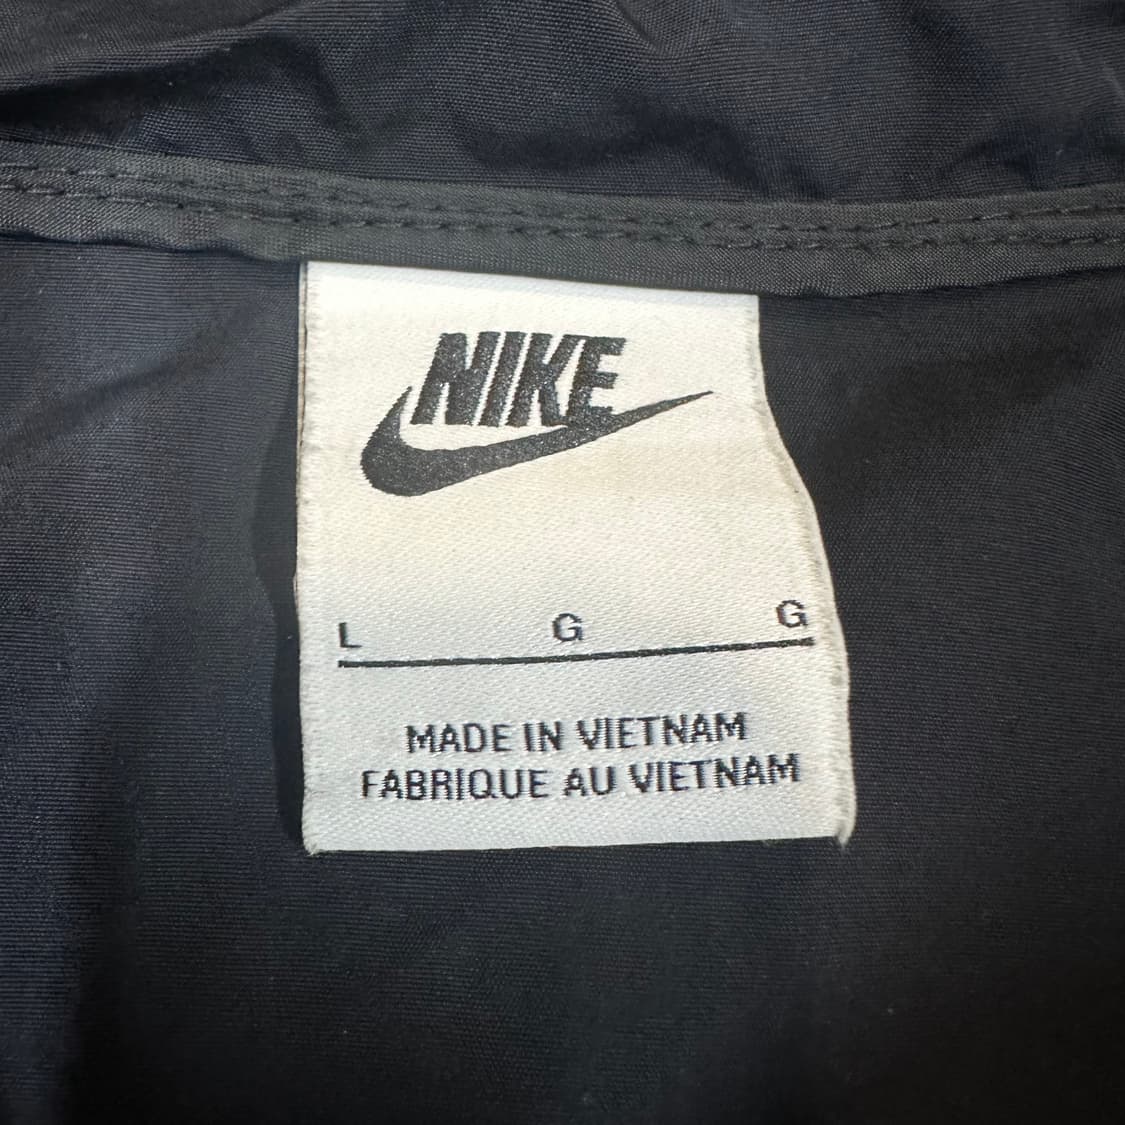 NIKE
L G G
MADE IN VIETNAM
FABRIQUE AU VIETNAM